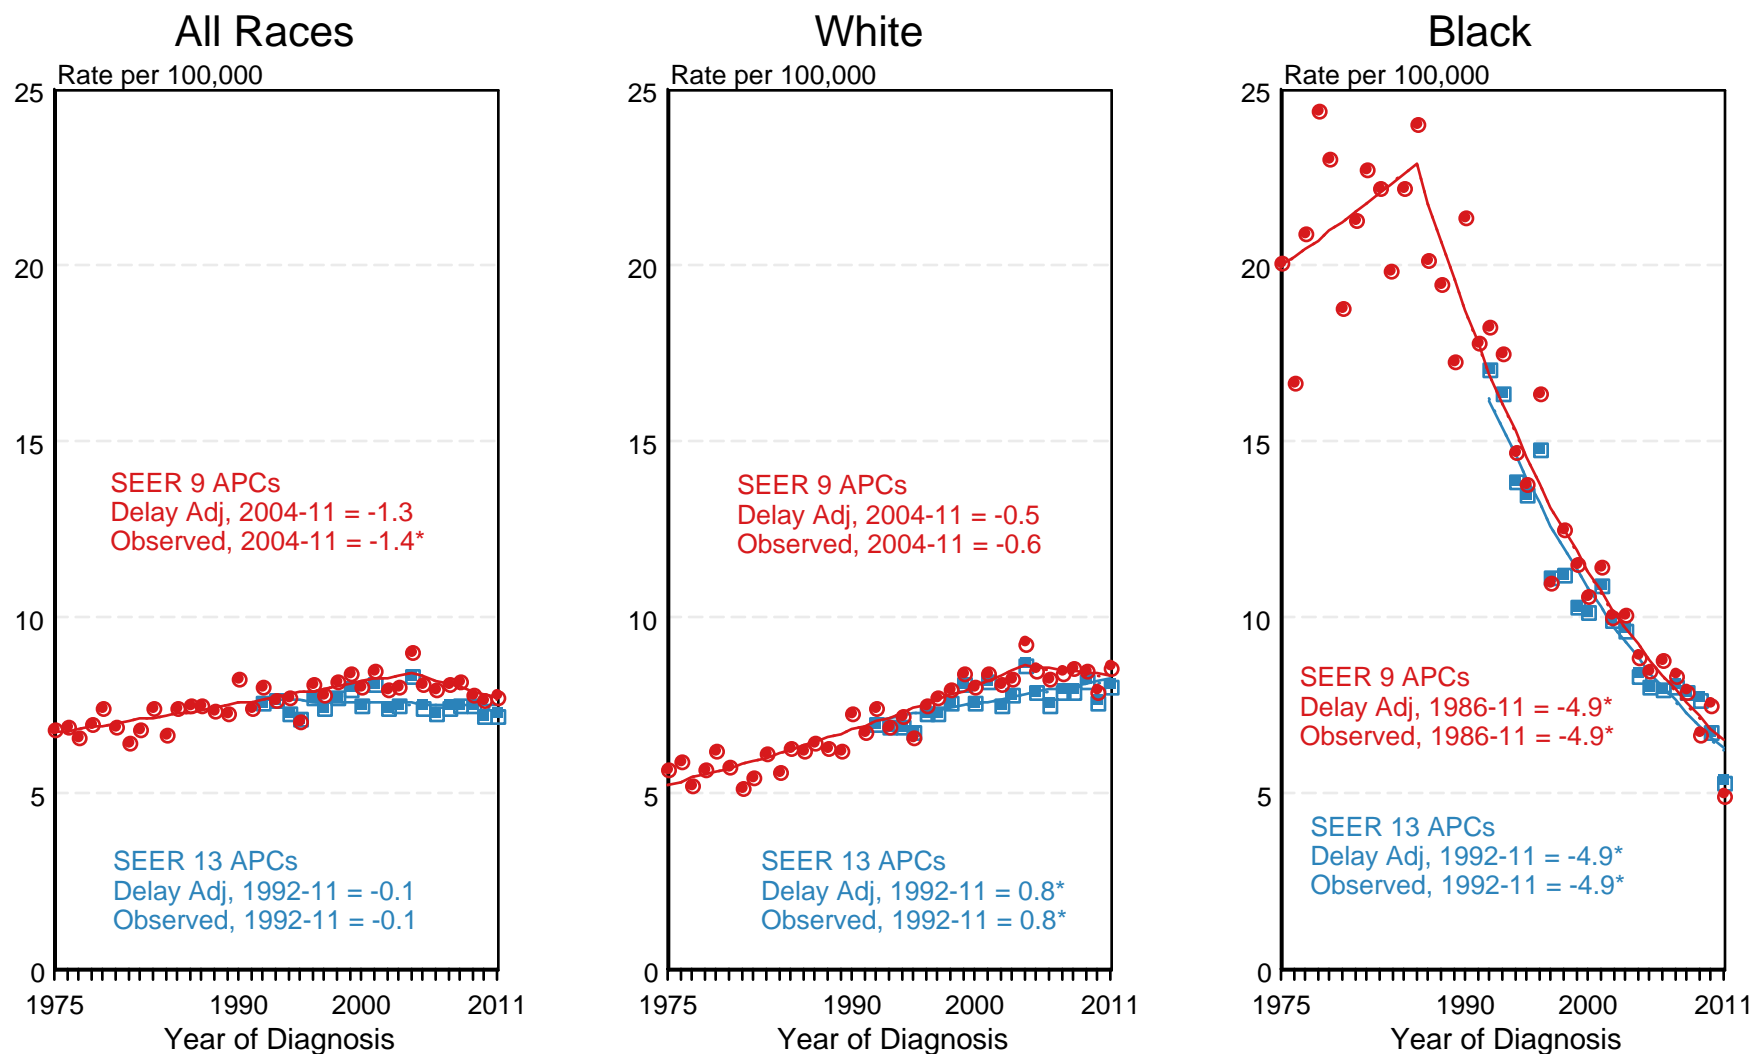 All Races
Rate per 100,000
25
20
15
10
5
0
SEER 9 APCs
Delay Adj, 2004-11 = -1.3
Observed, 2004-11 = -1.4*
SEER 13 APCs
Delay Adj, 1992-11 = -0.1
Observed, 1992-11 = -0.1
1975 1990 2000 2011
Year of Diagnosis
White
Rate per 100,000
25
20
15
10
5
0
SEER 9 APCs
Delay Adj, 2004-11 = -0.5
Observed, 2004-11 = -0.6
SEER 13 APCs
Delay Adj, 1992-11 = 0.8*
Observed, 1992-11 = 0.8*
1975 1990 2000 2011
Year of Diagnosis
Black
Rate per 100,000
25
20
15
10
5
0
SEER 9 APCs
Delay Adj, 1986-11 = -4.9*
Observed, 1986-11 = -4.9*
SEER 13 APCs
Delay Adj, 1992-11 = -4.9*
Observed, 1992-11 = -4.9*
1975 1990 2000 2011
Year of Diagnosis